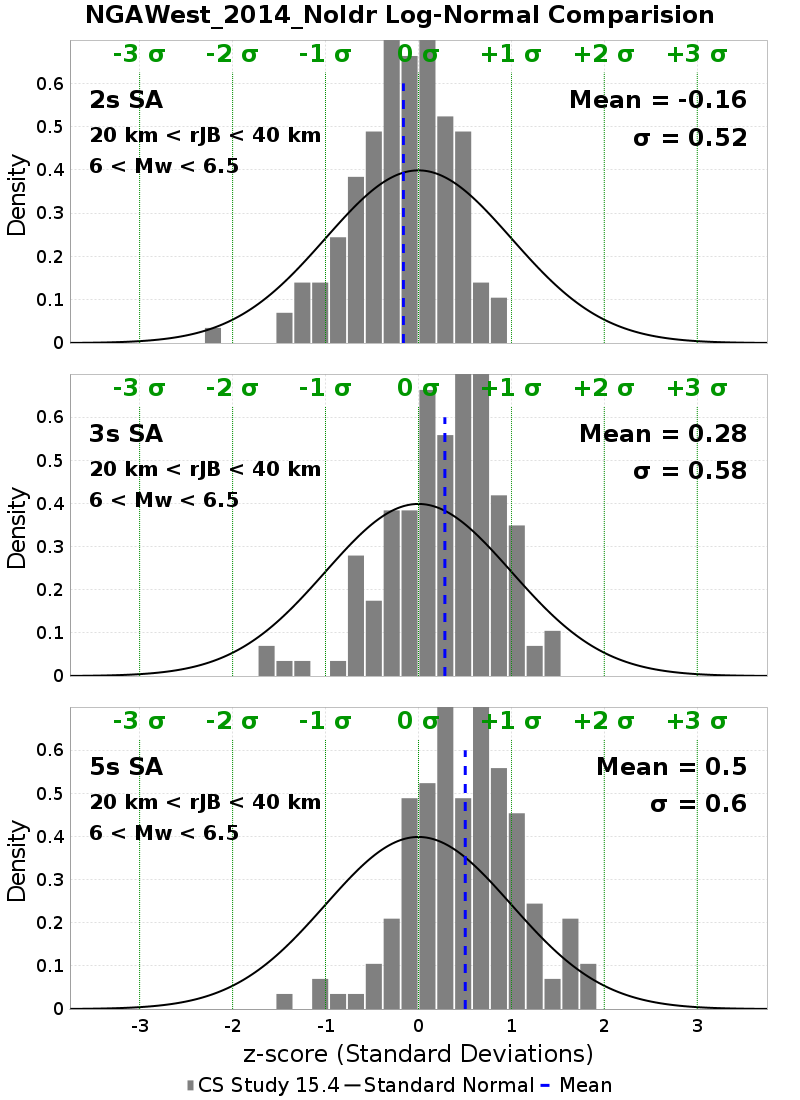 NGAWest_2014_NoIdr Log-Normal Comparision
-3 σ -2 σ -1 σ 0 σ +1 σ +2 σ +3 σ
2s SA Mean = -0.16
20 km < rJB < 40 km σ = 0.52
6 < Mw < 6.5
Density
0.6
0.5
0.4
0.3
0.2
0.1
0
-3 σ -2 σ -1 σ 0 σ +1 σ +2 σ +3 σ
3s SA Mean = 0.28
20 km < rJB < 40 km σ = 0.58
6 < Mw < 6.5
Density
0.6
0.5
0.4
0.3
0.2
0.1
0
-3 σ -2 σ -1 σ 0 σ +1 σ +2 σ +3 σ
5s SA Mean = 0.5
20 km < rJB < 40 km σ = 0.6
6 < Mw < 6.5
Density
0.6
0.5
0.4
0.3
0.2
0.1
0
-3 -2 -1 0 1 2 3
z-score (Standard Deviations)
CS Study 15.4 Standard Normal Mean